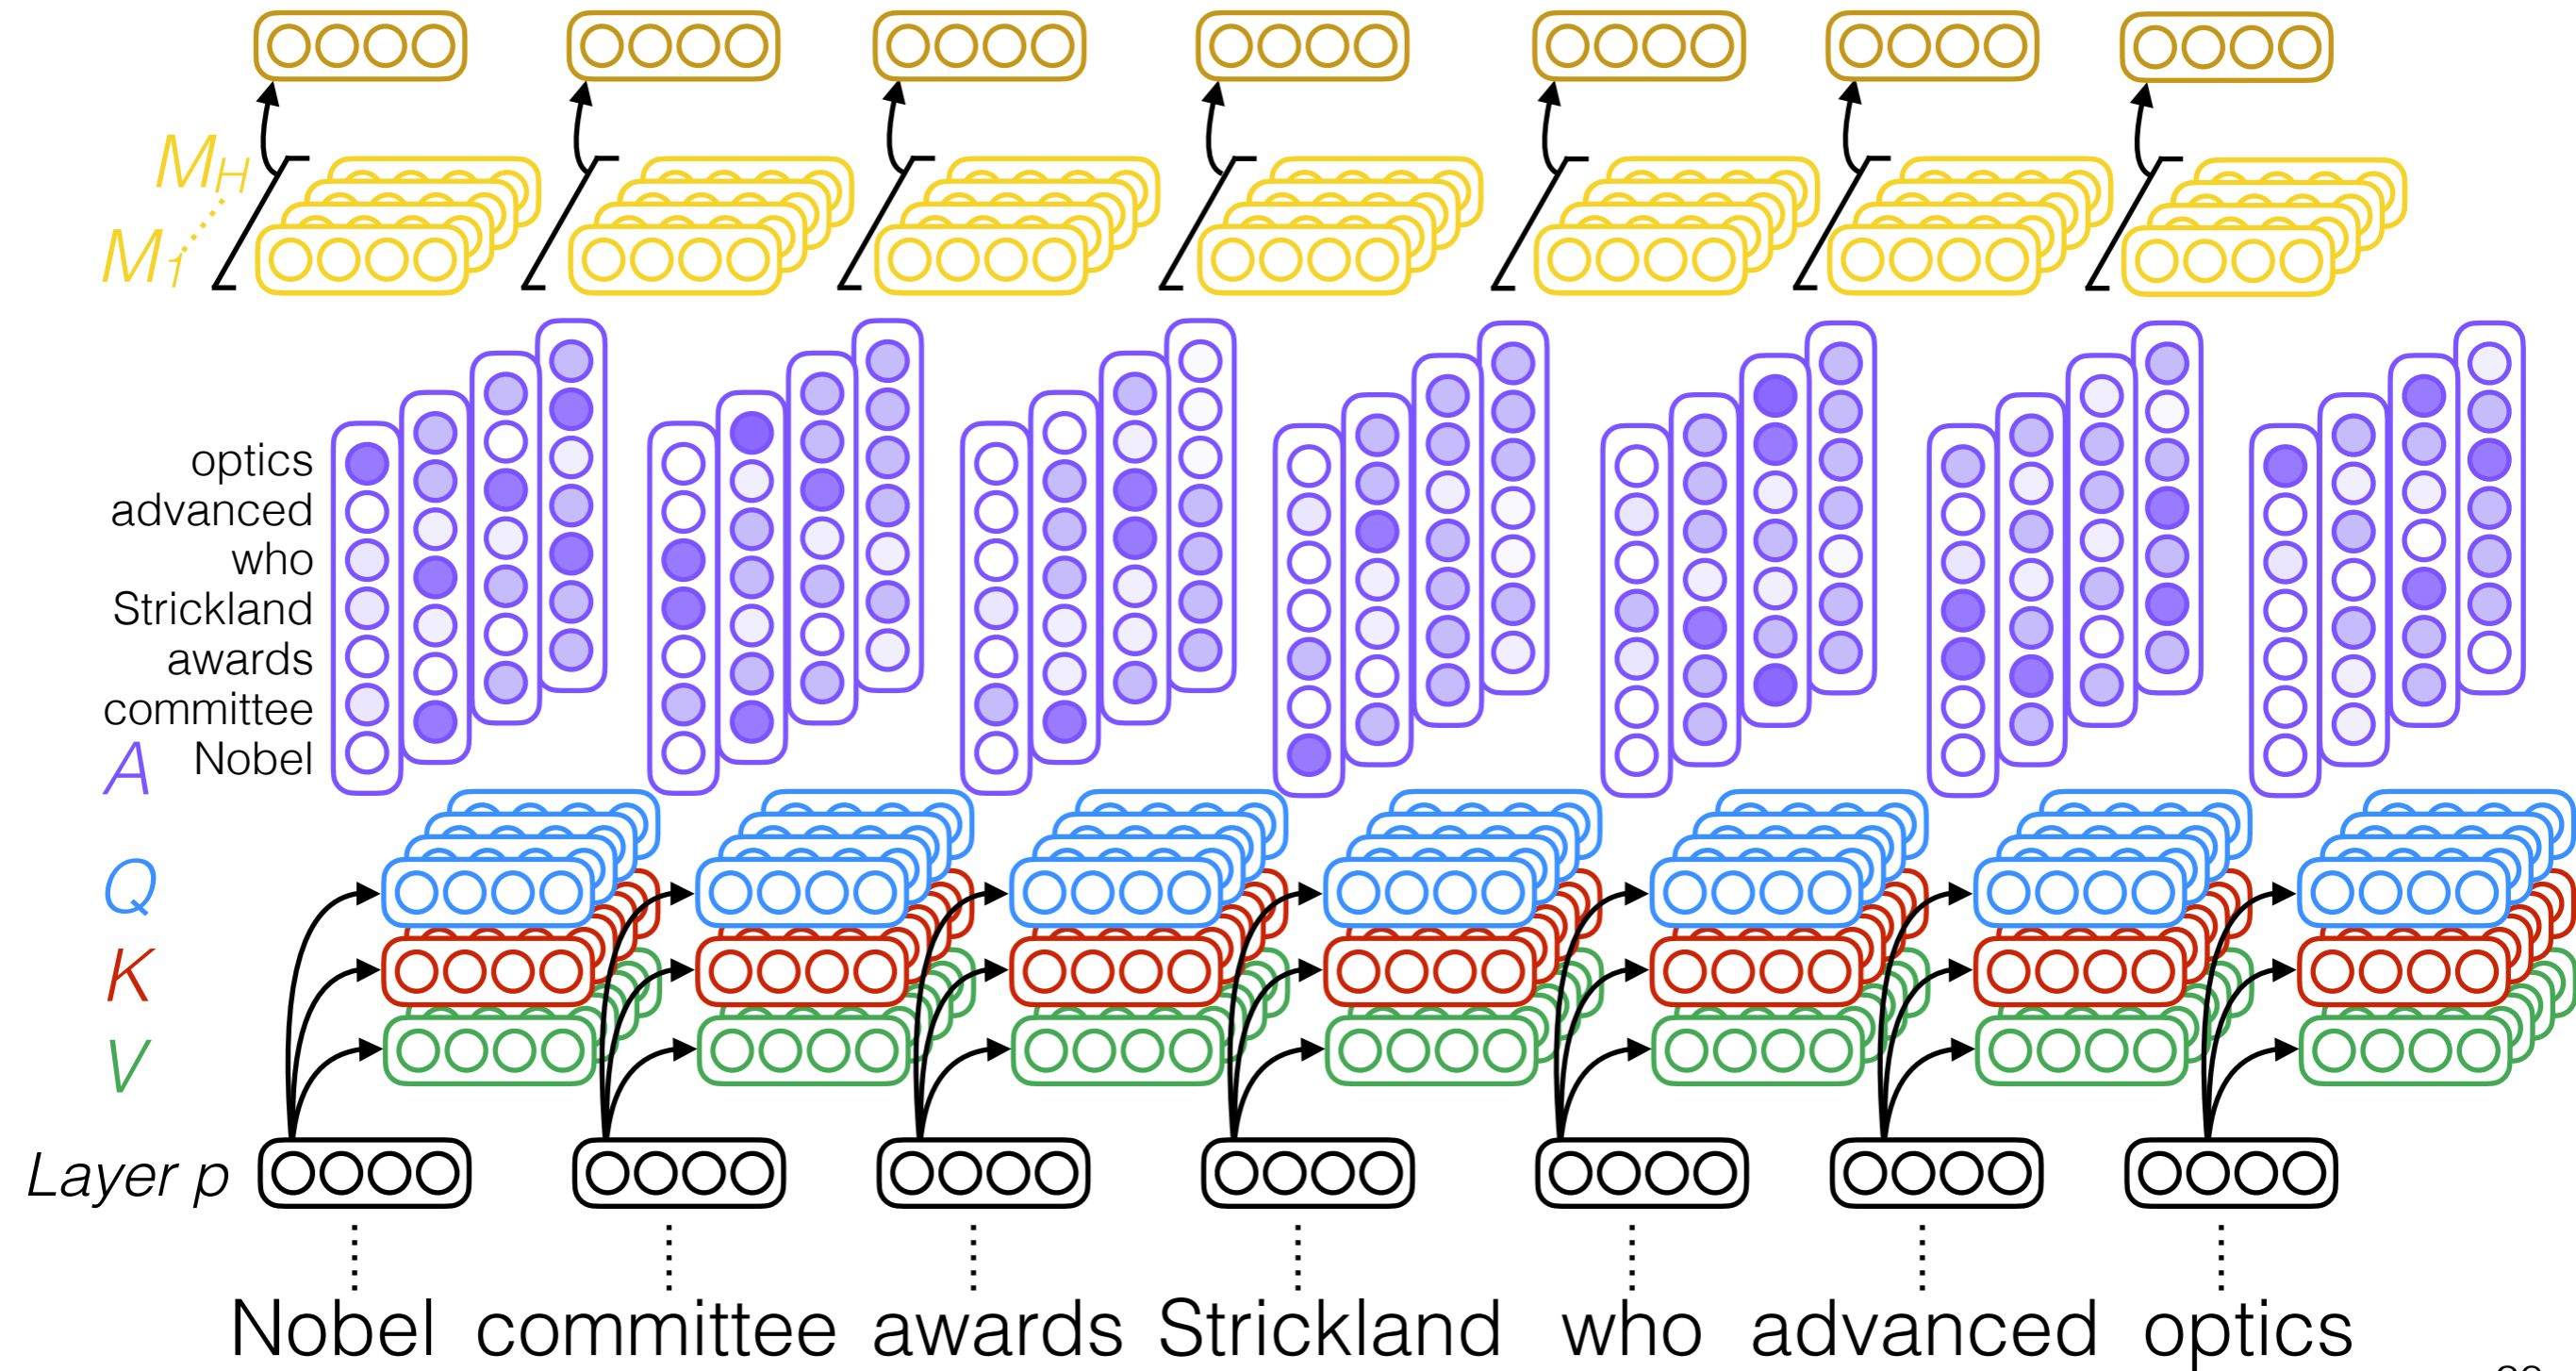 M_H
M_1
optics
advanced
who
Strickland
awards
committee
A Nobel
Q
K
V
Layer p
Nobel committee awards Strickland who advanced optics